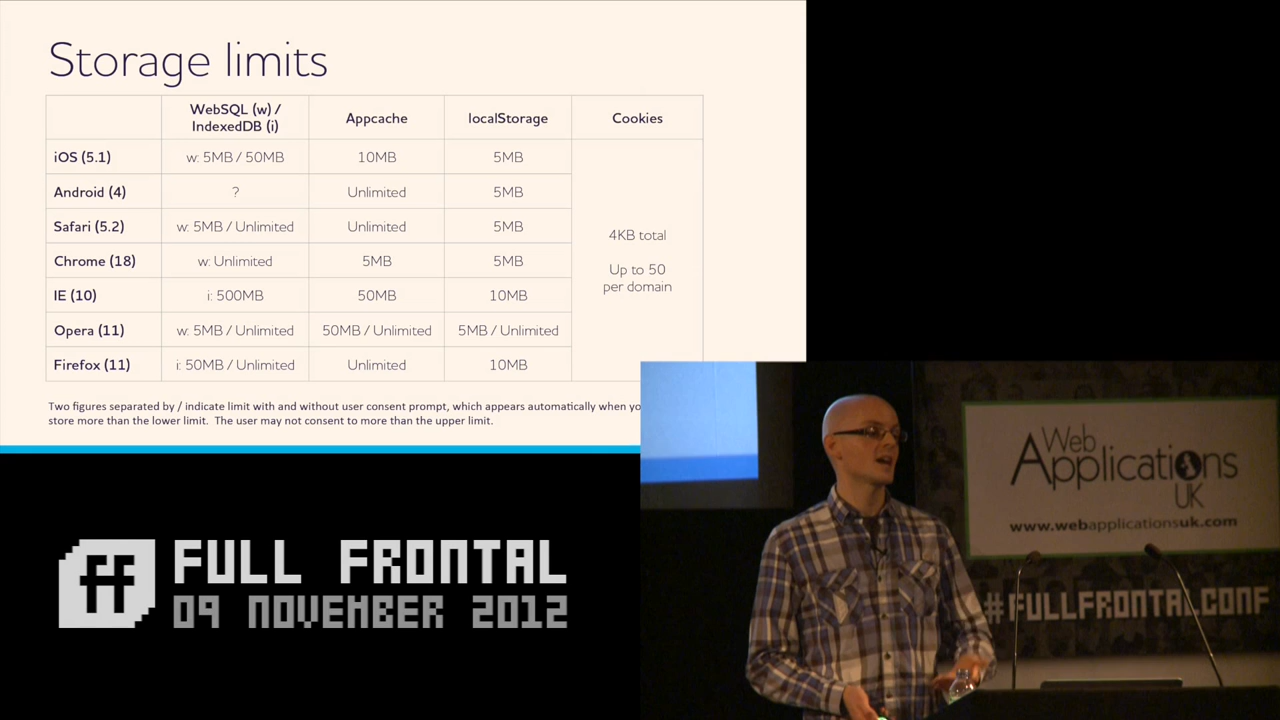 Storage limits
WebSQL (w) / IndexedDB (i) Appcache localStorage Cookies
iOS (5.1) w: 5MB / 50MB 10MB 5MB
Android (4) ? Unlimited 5MB
Safari (5.2) w: 5MB / Unlimited Unlimited 5MB
Chrome (18) w: Unlimited 5MB 5MB
IE (10) i: 500MB 50MB 10MB
Opera (11) w: 5MB / Unlimited 50MB / Unlimited 5MB / Unlimited
Firefox (11) i: 50MB / Unlimited Unlimited 10MB
4KB total
Up to 50
per domain
Two figures separated by / indicate limit with and without user consent prompt, which appears automatically when
store more than the lower limit. The user may not consent to more than the upper limit.
ff
FULL FRONTAL
09 NOVEMBER 2012
Web
Applications
UK
www.webapplicationsuk.com
#FULLFRONTALCONF